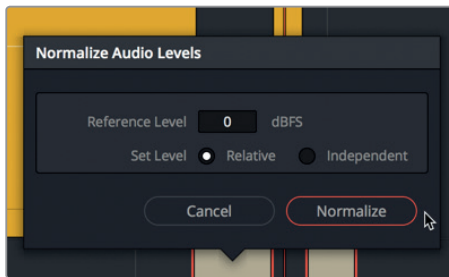 Normalize Audio Levels
Reference Level 0 dBFS
Set Level Relative Independent
Cancel Normalize